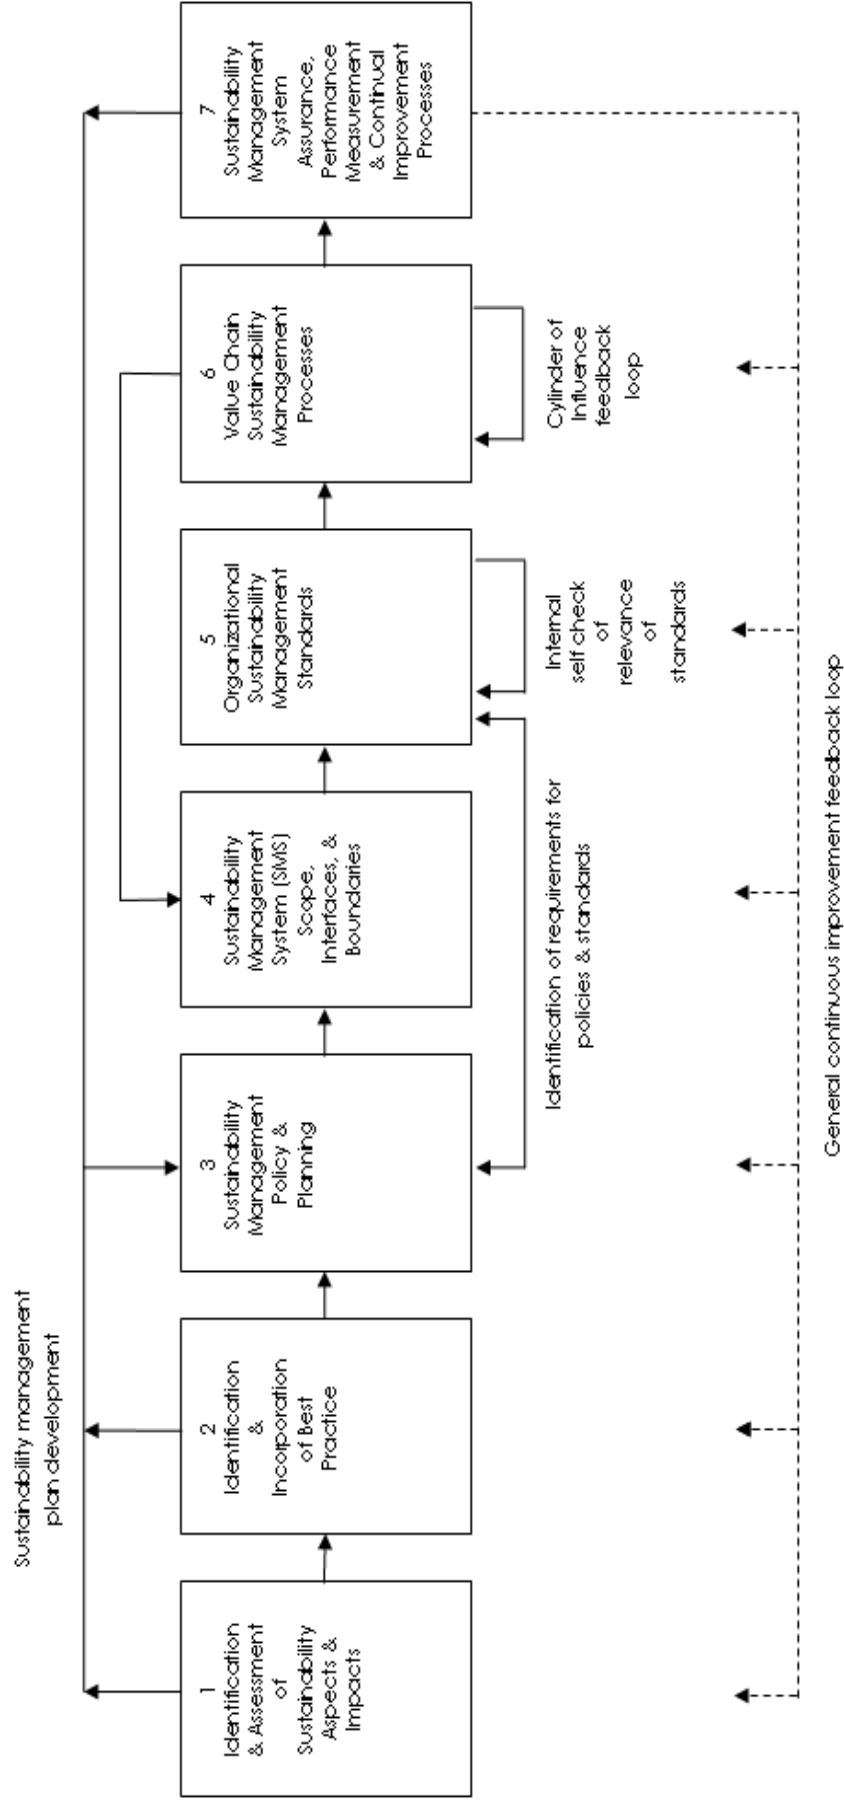 Sustainability management
plan development
1
Identification
& Assessment
of
Sustainability
Aspects &
Impacts
2
Identification
&
Incorporation
of Best
Practice
3
Sustainability
Management
Policy &
Planning
4
Sustainability
Management
System (SMS)
Scope,
Interfaces, &
Boundaries
5
Organizational
Sustainability
Management
Standards
6
Value Chain
Sustainability
Management
Processes
7
Sustainability
Management
System
Assurance,
Performance
Measurement
& Continual
Improvement
Processes
Identification of requirements for
policies & standards
Internal
self check
of
relevance
of
standards
Cylinder of
Influence
feedback
loop
General continuous improvement feedback loop